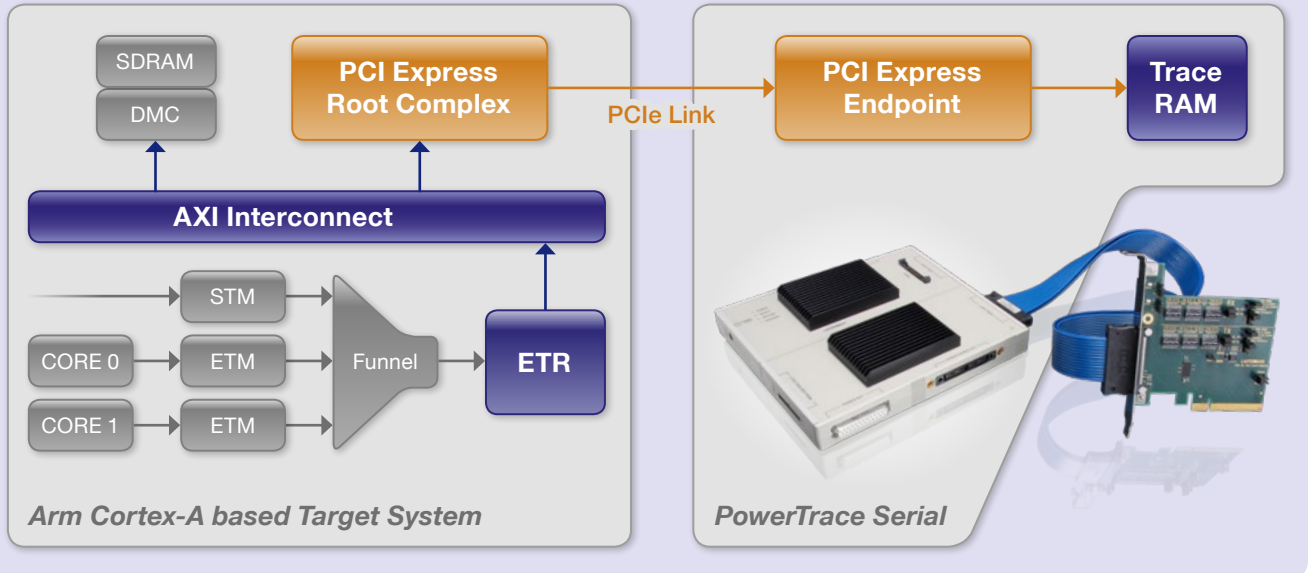 SDRAM
DMC
PCI Express
Root Complex
PCIe Link
PCI Express
Endpoint
Trace
RAM
AXI Interconnect
STM
CORE 0
ETM
Funnel
ETR
CORE 1
ETM
Arm Cortex-A based Target System
PowerTrace Serial